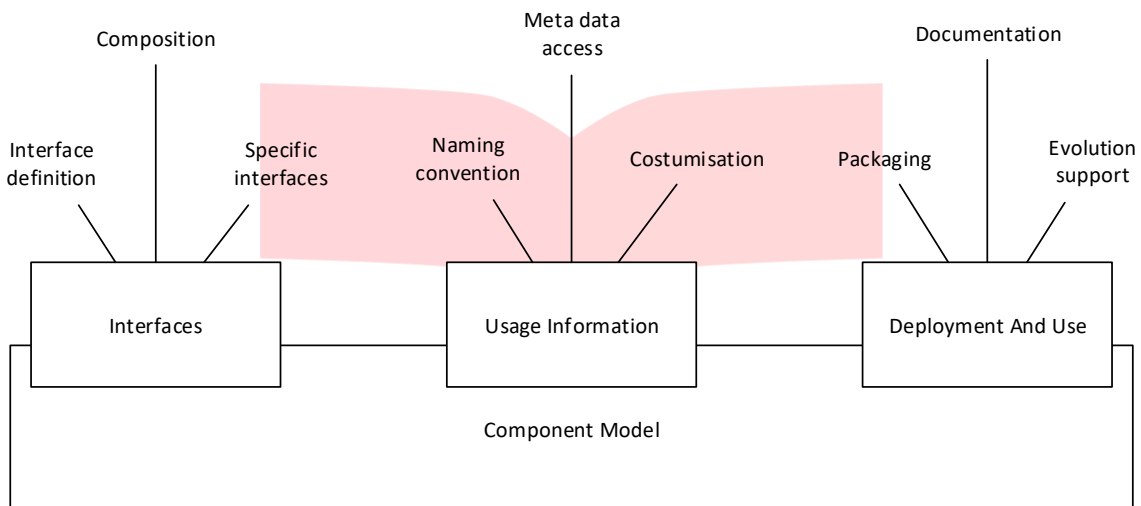 Composition
Meta data
access
Documentation
Interface
definition
Specific
interfaces
Naming
convention
Costumisation
Packaging
Evolution
support
Interfaces
Usage Information
Deployment And Use
Component Model